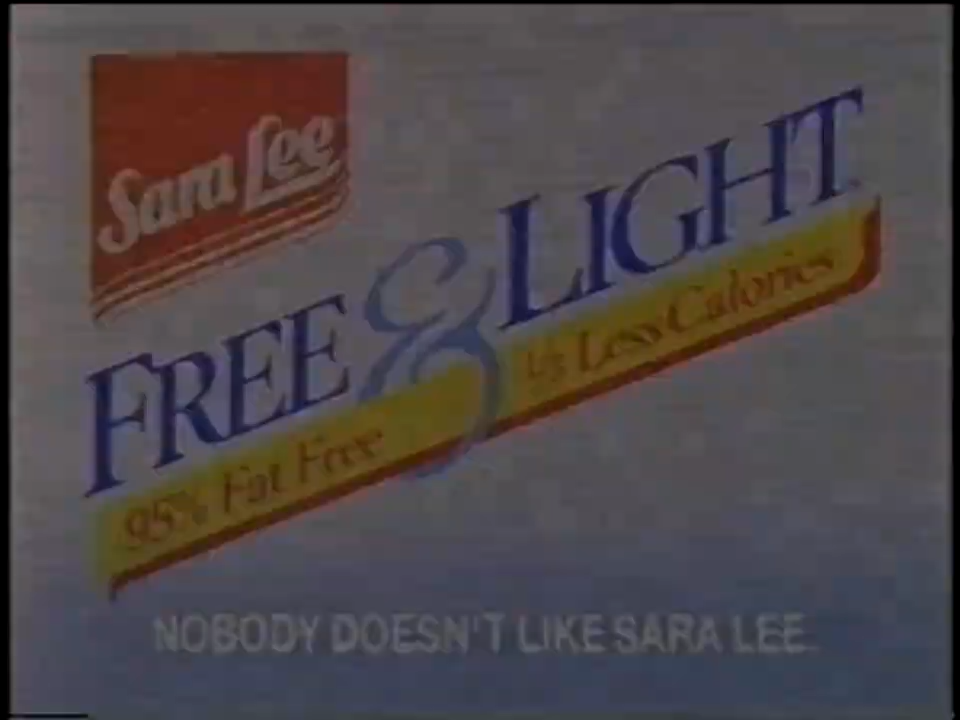 Sara Lee
FREE & LIGHT
95% Fat Free
1/3 Less Calories
NOBODY DOESN'T LIKE SARA LEE.